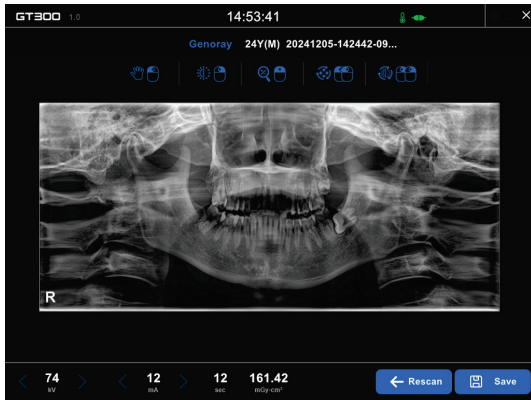 GT300 1.0 14:53:41 ×
Genoray 24Y(M) 20241205-142442-09...
R
74 12 12 161.42 Rescan Save
kV mA sec mGy·cm²